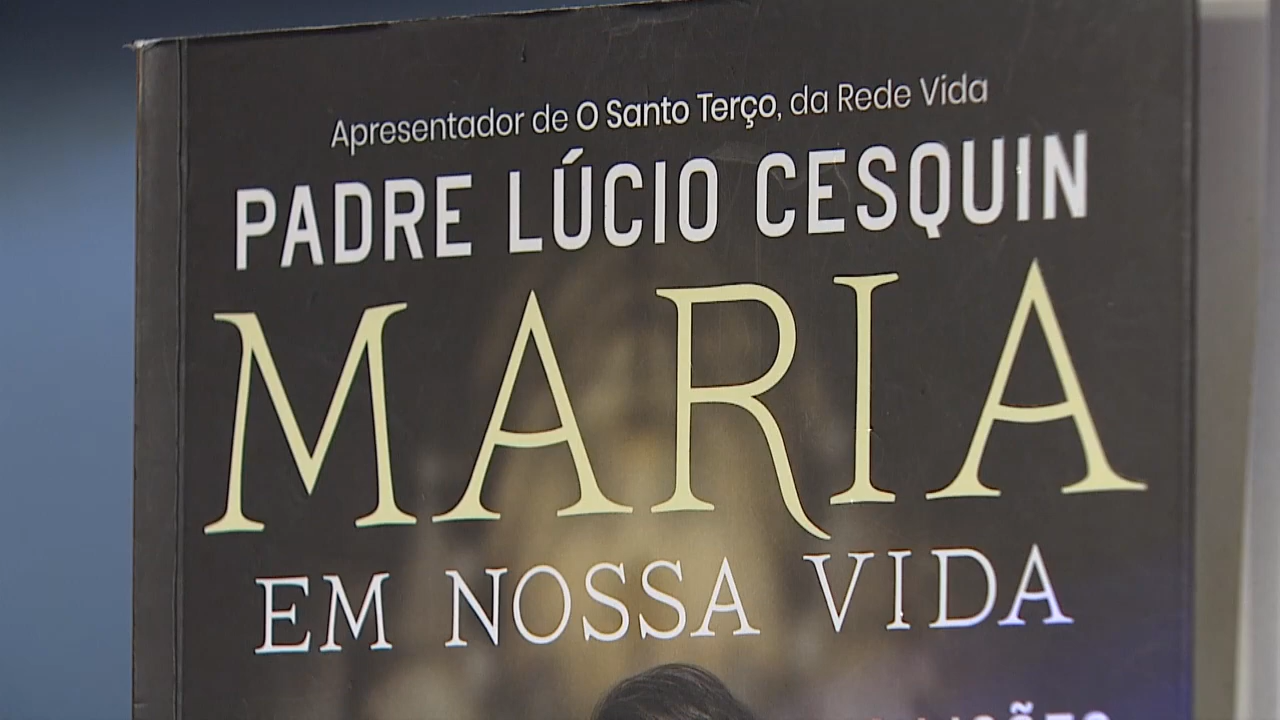 Apresentador de O Santo Terço, da Rede Vida
PADRE LÚCIO CESQUIN
MARIA
EM NOSSA VIDA